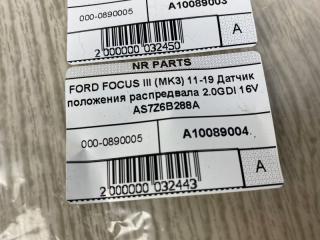 000-0890005
A10089003
A
2 000000 032450
NR PARTS
FORD FOCUS III (MK3) 11-19 Датчик
положения распредвала 2.0GDI 16V
AS7Z6B288A
000-0890005
A10089004
A
2 000000 032443